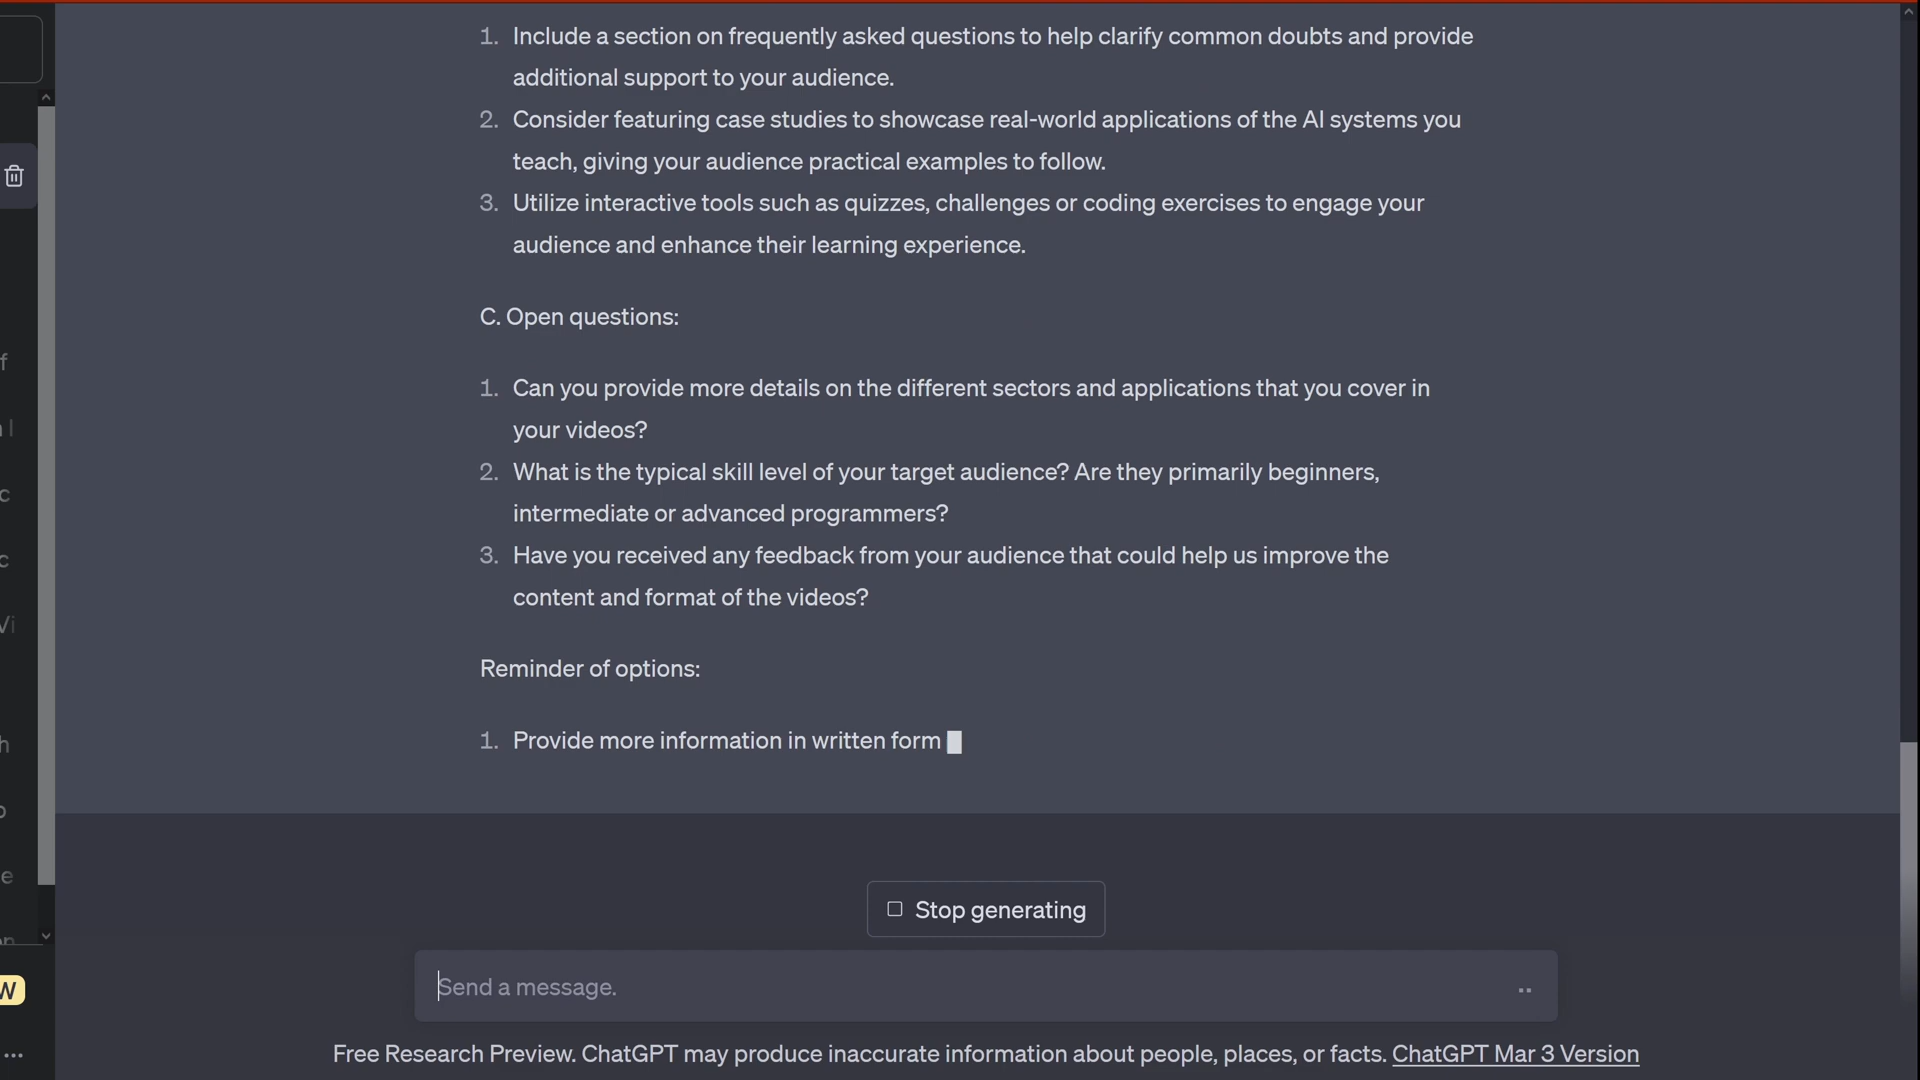 1. Include a section on frequently asked questions to help clarify common doubts and provide
additional support to your audience.
2. Consider featuring case studies to showcase real-world applications of the AI systems you
teach, giving your audience practical examples to follow.
3. Utilize interactive tools such as quizzes, challenges or coding exercises to engage your
audience and enhance their learning experience.
C. Open questions:
1. Can you provide more details on the different sectors and applications that you cover in
your videos?
2. What is the typical skill level of your target audience? Are they primarily beginners,
intermediate or advanced programmers?
3. Have you received any feedback from your audience that could help us improve the
content and format of the videos?
Reminder of options:
1. Provide more information in written form
Stop generating
Send a message.
Free Research Preview. ChatGPT may produce inaccurate information about people, places, or facts. ChatGPT Mar 3 Version